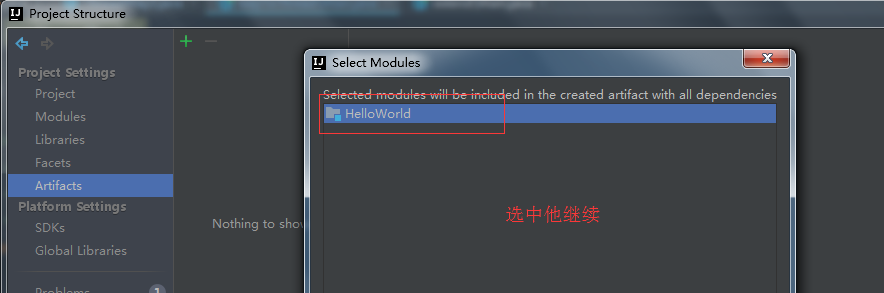 Project Structure
Project Settings
Project
Modules
Libraries
Facets
Artifacts
Platform Settings
SDKs
Global Libraries
Problems
1
Nothing to show
Select Modules
Selected modules will be included in the created artifact with all dependencies
HelloWorld
选中他继续